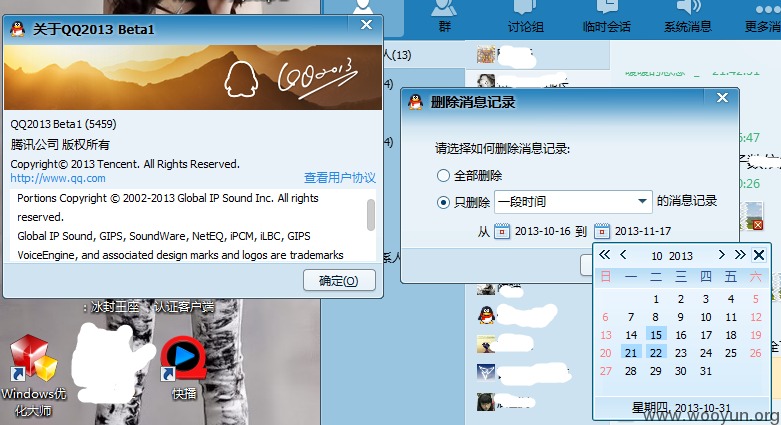 关于QQ2013 Beta1
QQ2013
QQ2013 Beta1 (5459)
腾讯公司 版权所有
Copyright© 2013 Tencent. All Rights Reserved.
http://www.qq.com 查看用户协议
Portions Copyright © 2002-2013 Global IP Sound Inc. All rights
reserved.
Global IP Sound, GIPS, SoundWare, NetEQ, iPCM, iLBC, GIPS
VoiceEngine, and associated design marks and logos are trademarks
确定(O)
冰封王座 认证客户端
Windows优
化大师
快播
群 讨论组 临时会话 系统消息 更多消
人(13)
21:42:51
删除消息记录
请选择如何删除消息记录:
全部删除
只删除 一段时间 的消息记录
从 2013-10-16 到 2013-11-17
10 2013
日 一 二 三 四 五 六
1 2 3 4 5
6 7 8 9 10 11 12
13 14 15 16 17 18 19
20 21 22 23 24 25 26
27 28 29 30 31
星期四, 2013-10-31
www.wooyun.org